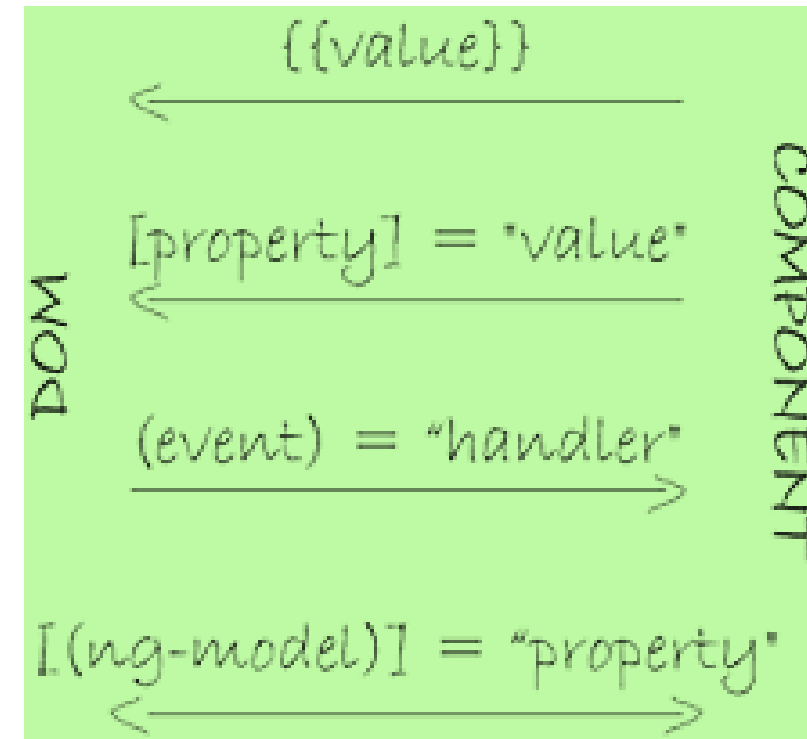 {{value}}
[property] = "value"
DOM
COMPONENT
(event) = "handler"
[(ng-model)] = "property"